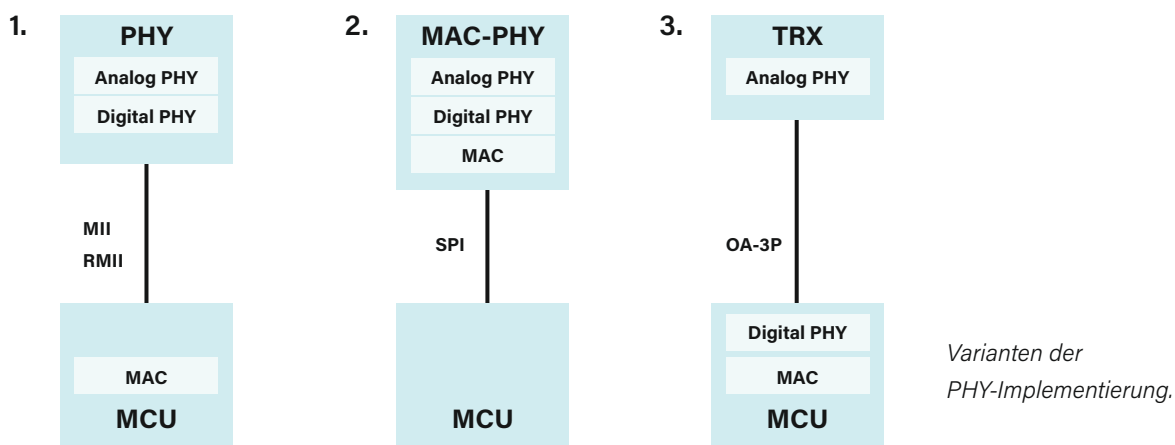 1.
PHY
Analog PHY
Digital PHY
MII
RMII
MAC
MCU
2.
MAC-PHY
Analog PHY
Digital PHY
MAC
SPI
MCU
3.
TRX
Analog PHY
OA-3P
Digital PHY
MAC
MCU
Varianten der
PHY-Implementierung.